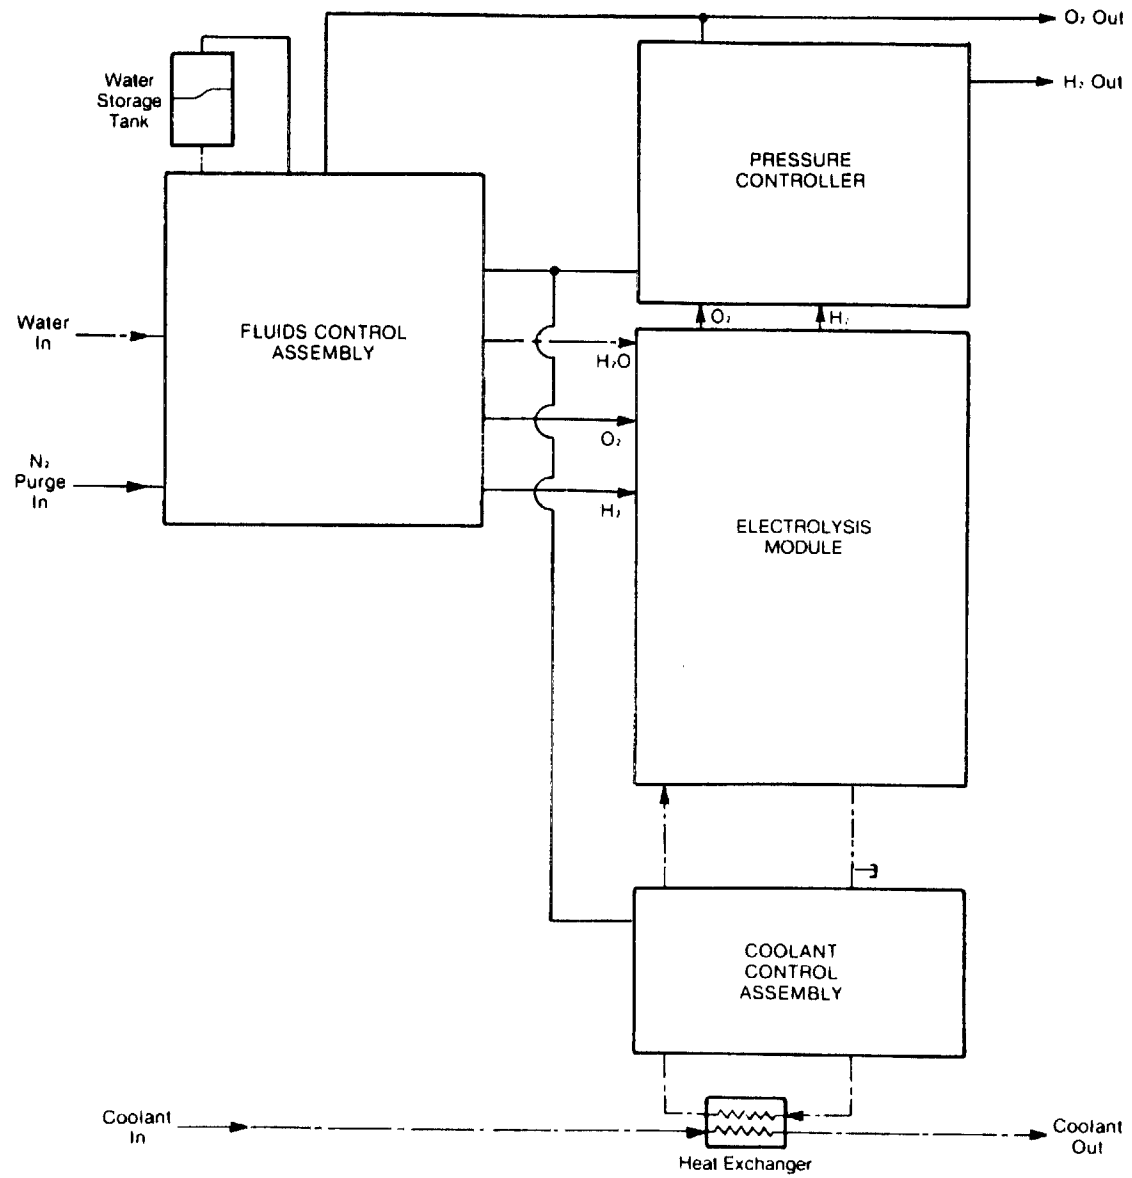 O₂ Out
H₂ Out
Water
Storage
Tank
PRESSURE
CONTROLLER
O₂
H₂
Water
In
FLUIDS CONTROL
ASSEMBLY
H₂O
O₂
N₂
Purge
In
H₂
ELECTROLYSIS
MODULE
COOLANT
CONTROL
ASSEMBLY
Coolant
In
Coolant
Out
Heat Exchanger